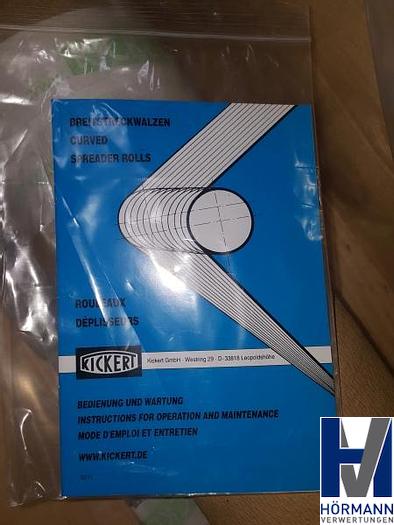 BREITSTRECKWALZEN
CURVED
SPREADER ROLLS
ROULEAUX
DÉPLISSEURS
KICKERT
Kickert GmbH · Westring 29 · D-33818 Leopoldshöhe
BEDIENUNG UND WARTUNG
INSTRUCTIONS FOR OPERATION AND MAINTENANCE
MODE D'EMPLOI ET ENTRETIEN
WWW.KICKERT.DE
HÖRMANN
VERWERTUNGEN